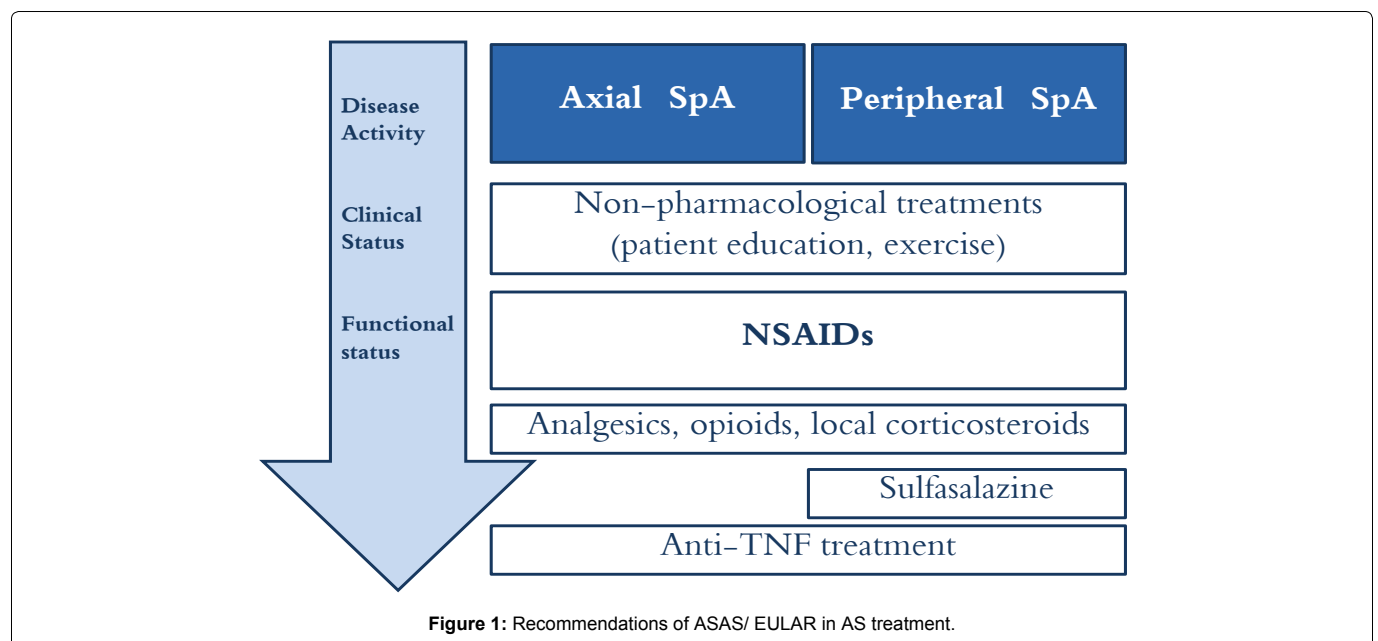 Disease
Activity
Clinical
Status
Functional
status
Axial SpA
Peripheral SpA
Non-pharmacological treatments
(patient education, exercise)
NSAIDs
Analgesics, opioids, local corticosteroids
Sulfasalazine
Anti-TNF treatment
Figure 1: Recommendations of ASAS/ EULAR in AS treatment.